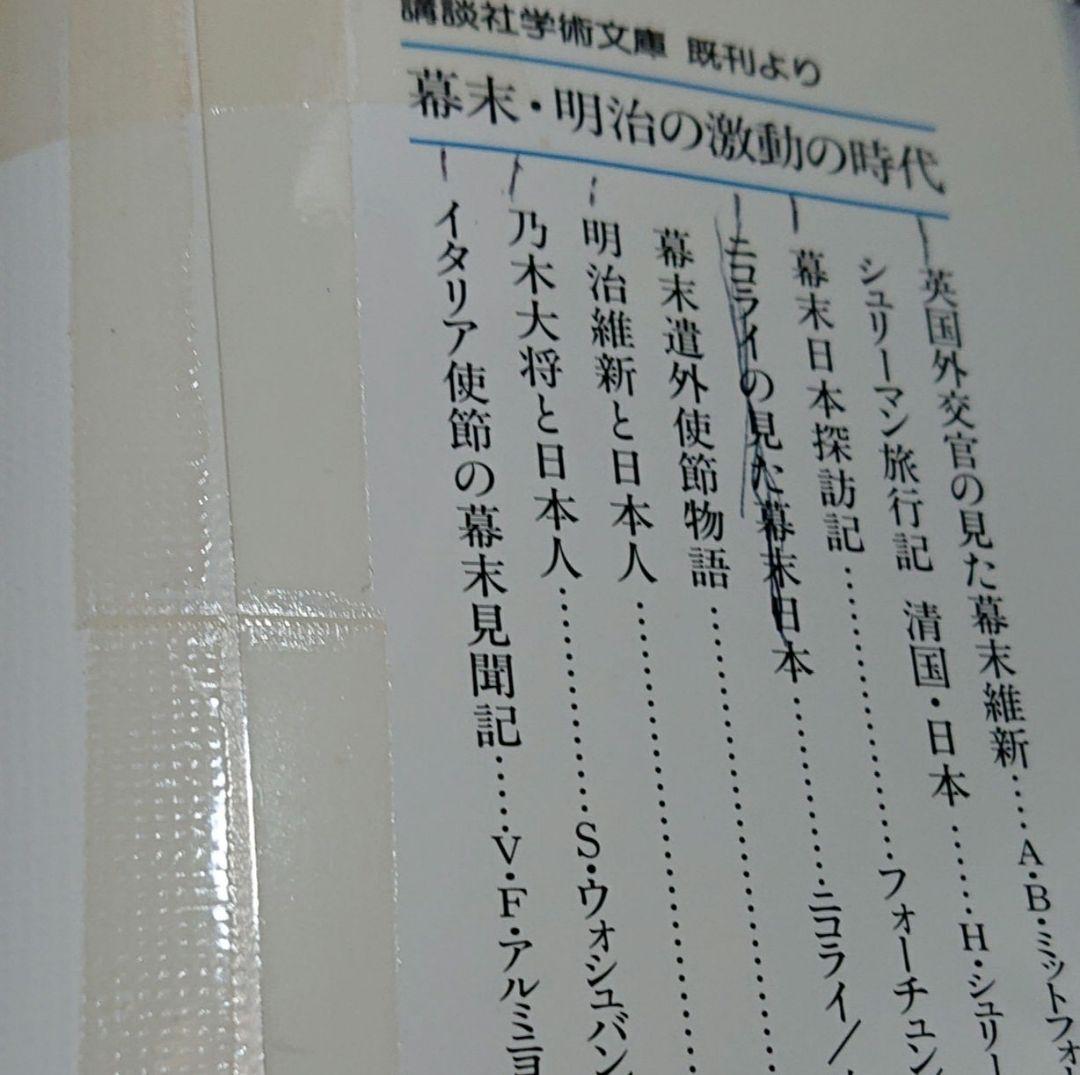 講談社学術文庫 既刊より
幕末・明治の激動の時代
英国外交官の見た幕末維新……A・B・ミットフォ
シュリーマン旅行記 清国・日本……H・シュリー
幕末日本探訪記……………………フォーチュン
ニコライの見た幕末日本……………ニコライ／
幕末遣外使節物語……………………
明治維新と日本人……………………
乃木大将と日本人………………S・ウォシュバン
イタリア使節の幕末見聞記……V・F・アルミニヨ